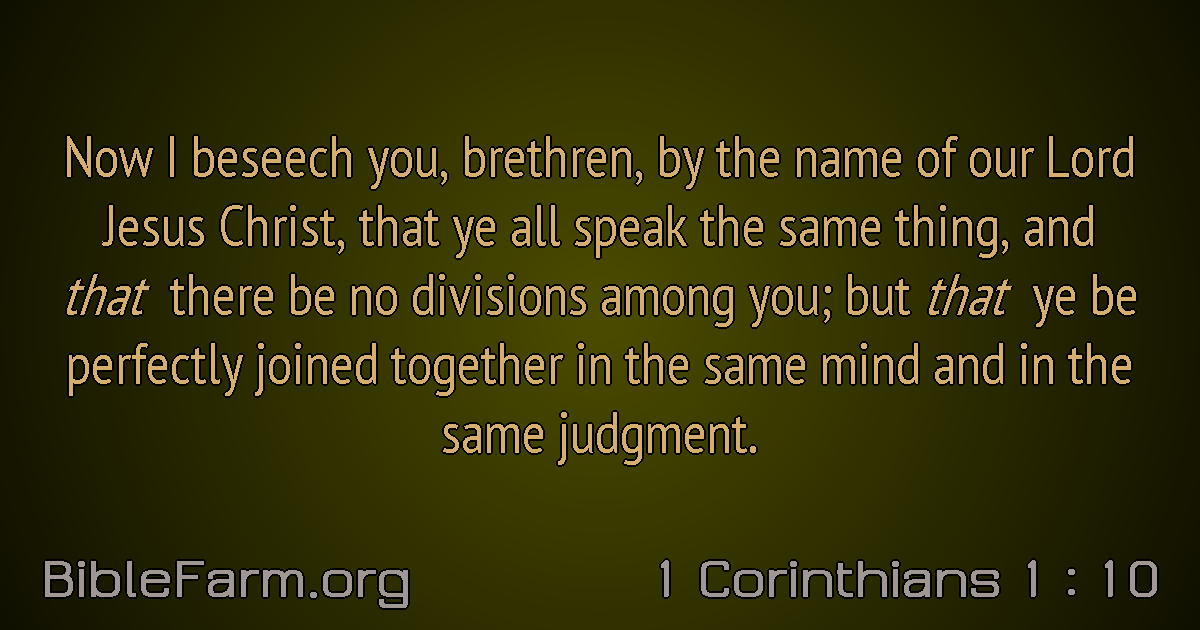 Now I beseech you, brethren, by the name of our Lord
Jesus Christ, that ye all speak the same thing, and
that there be no divisions among you; but that ye be
perfectly joined together in the same mind and in the
same judgment.
BibleFarm.org
1 Corinthians 1 : 10